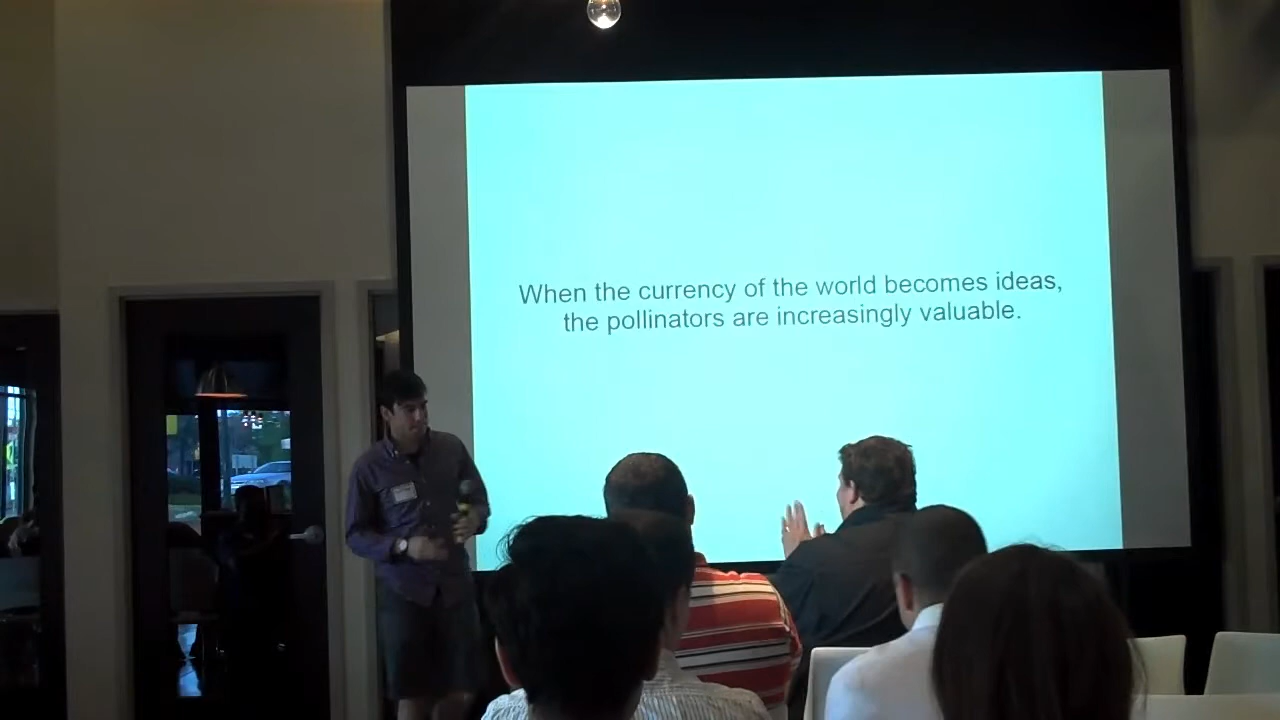 When the currency of the world becomes ideas,
the pollinators are increasingly valuable.